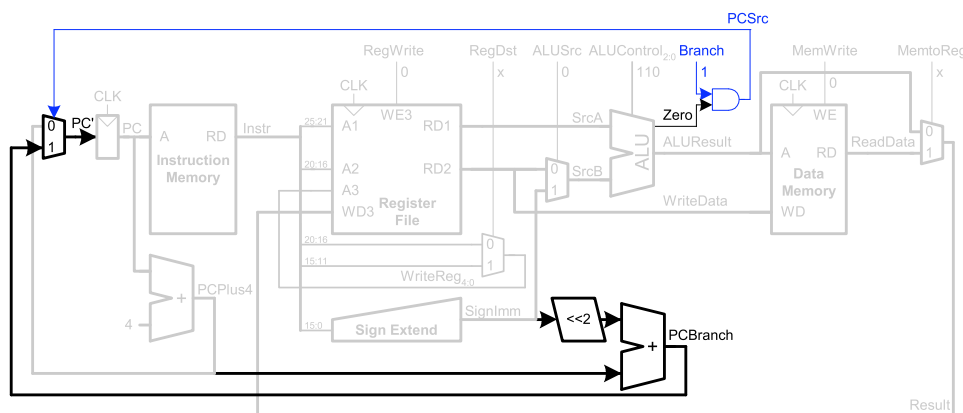 PCSrc
RegWrite RegDst ALUSrc ALUControl2:0 Branch MemWrite MemtoReg
0 x 0 110 1 0 x
CLK CLK CLK
0 1 PC' PC
A RD
Instruction
Memory
Instr
25:21 A1 WE3 RD1
20:16 A2 RD2
A3
WD3 Register
File
SrcA
0 1 SrcB
ALU
Zero
ALUResult
WriteData
WE
A RD
Data
Memory
WD
ReadData
0 1
20:16 0
15:11 1
WriteReg4:0
PCPlus4
+
4
SignImm
15:0 Sign Extend
<<2
+
PCBranch
Result